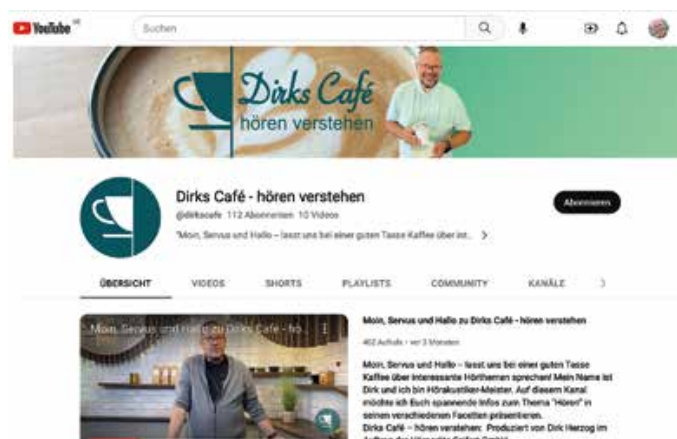 YouTube DE
Suchen
Dirks Café
hören verstehen
Dirks Café - hören verstehen
Abonnieren
@dirkscafe 112 Abonnenten 10 Videos
"Moin, Servus und Hallo – lasst uns bei einer guten Tasse Kaffee über int..
ÜBERSICHT VIDEOS SHORTS PLAYLISTS COMMUNITY KANÄLE
Moin, Servus und Hallo zu Dirks Café - hö...
Moin, Servus und Hallo zu Dirks Café - hören verstehen
462 Aufrufe • vor 3 Monaten
Moin, Servus und Hallo – lasst uns bei einer guten Tasse
Kaffee über interessante Hörthemen sprechen! Mein Name ist
Dirk und ich bin Hörakustiker-Meister. Auf diesem Kanal
möchte ich Euch spannende Infos zum Thema "Hören" in
seinen verschiedenen Facetten präsentieren.
Dirks Café – hören verstehen: Produziert von Dirk Herzog im